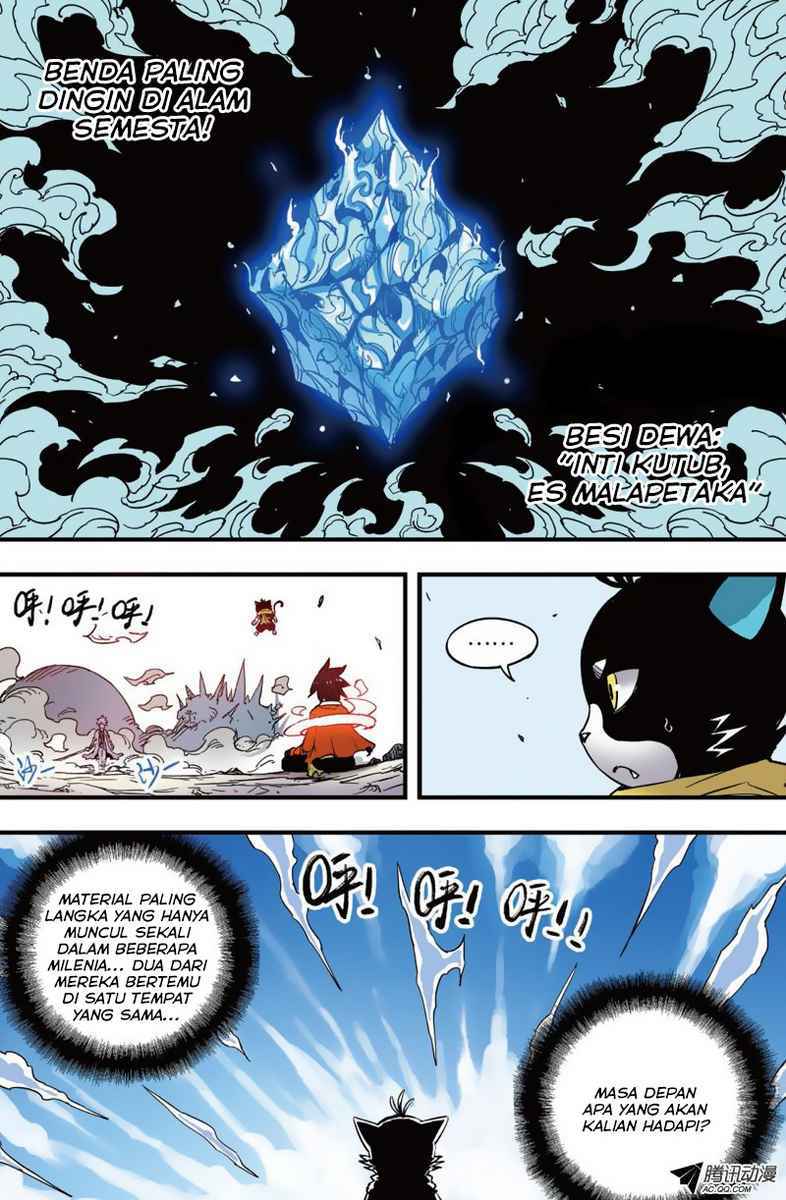 BENDA PALING
DINGIN DI ALAM
SEMESTA!
BESI DEWA:
"INTI KUTUB,
ES MALAPETAKA"
呼! 呼! 呼!
沙—
沙—
......
呼! 呼! 呼!!
MATERIAL PALING
LANGKA YANG HANYA
MUNCUL SEKALI
DALAM BEBERAPA
MILENIA... DUA DARI
MEREKA BERTEMU
DI SATU TEMPAT
YANG SAMA...
MASA DEPAN
APA YANG AKAN
KALIAN HADAPI?
腾讯动漫
AC.QQ.COM